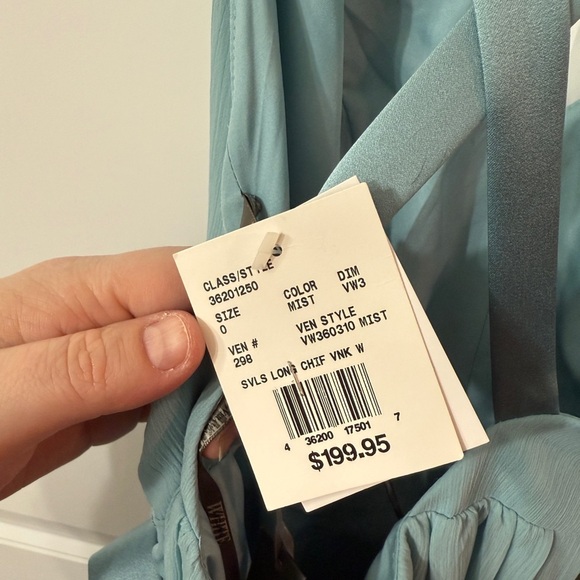 CLASS/STYLE
36201250
COLOR
MIST
DIM
VW3
SIZE
0
VEN STYLE
VW360310 MIST
VEN #
298
SVLS LONG CHIF VNK W
4 36200 17501 7
$199.95